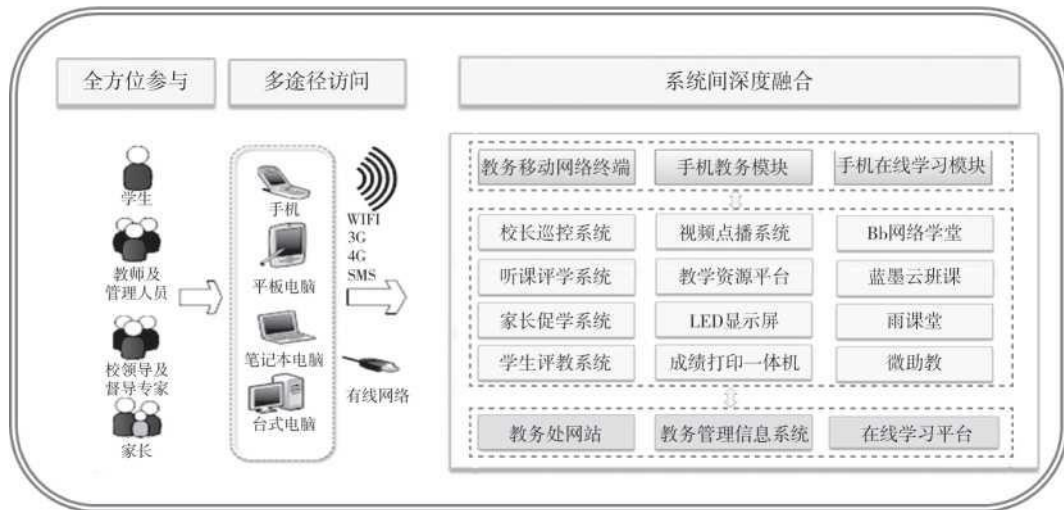 全方位参与
多途径访问
系统间深度融合
学生
教师及
管理人员
校领导及
督导专家
家长
手机
平板电脑
笔记本电脑
台式电脑
WIFI
3G
4G
SMS
有线网络
教务移动网络终端
手机教务模块
手机在线学习模块
校长巡控系统
视频点播系统
Bb网络学堂
听课评学系统
教学资源平台
蓝墨云班课
家长促学系统
LED显示屏
雨课堂
学生评教系统
成绩打印一体机
微助教
教务处网站
教务管理信息系统
在线学习平台